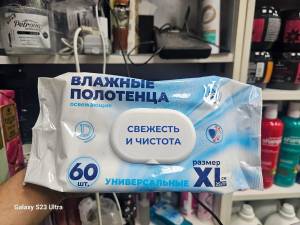 ВЛАЖНЫЕ
ПОЛОТЕНЦА
освежающие
СВЕЖЕСТЬ
И ЧИСТОТА
60
шт.
УНИВЕРСАЛЬНЫЕ
размер
XL
Galaxy S23 Ultra